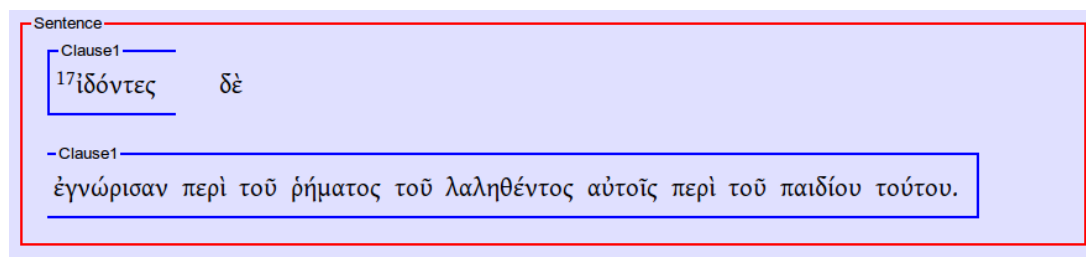 Sentence
Clause1
17ἰδόντες δὲ
Clause1
ἐγνώρισαν περὶ τοῦ ῥήματος τοῦ λαληθέντος αὐτοῖς περὶ τοῦ παιδίου τούτου.